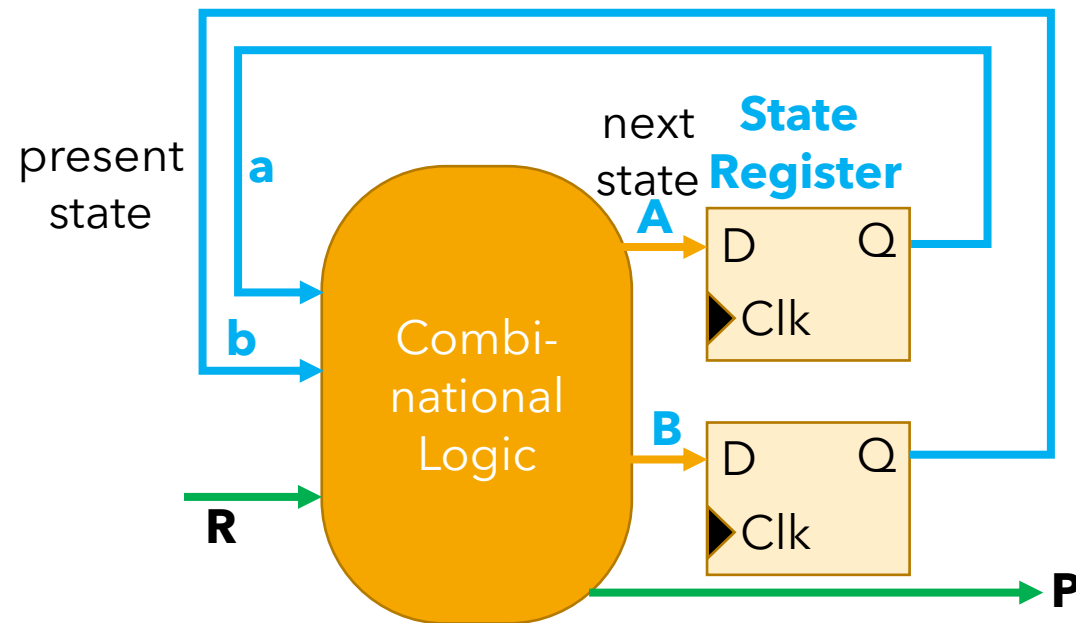 present
state
a
b
R
Combi-
national
Logic
next
state
State
Register
A
D Q
Clk
B
D Q
Clk
P